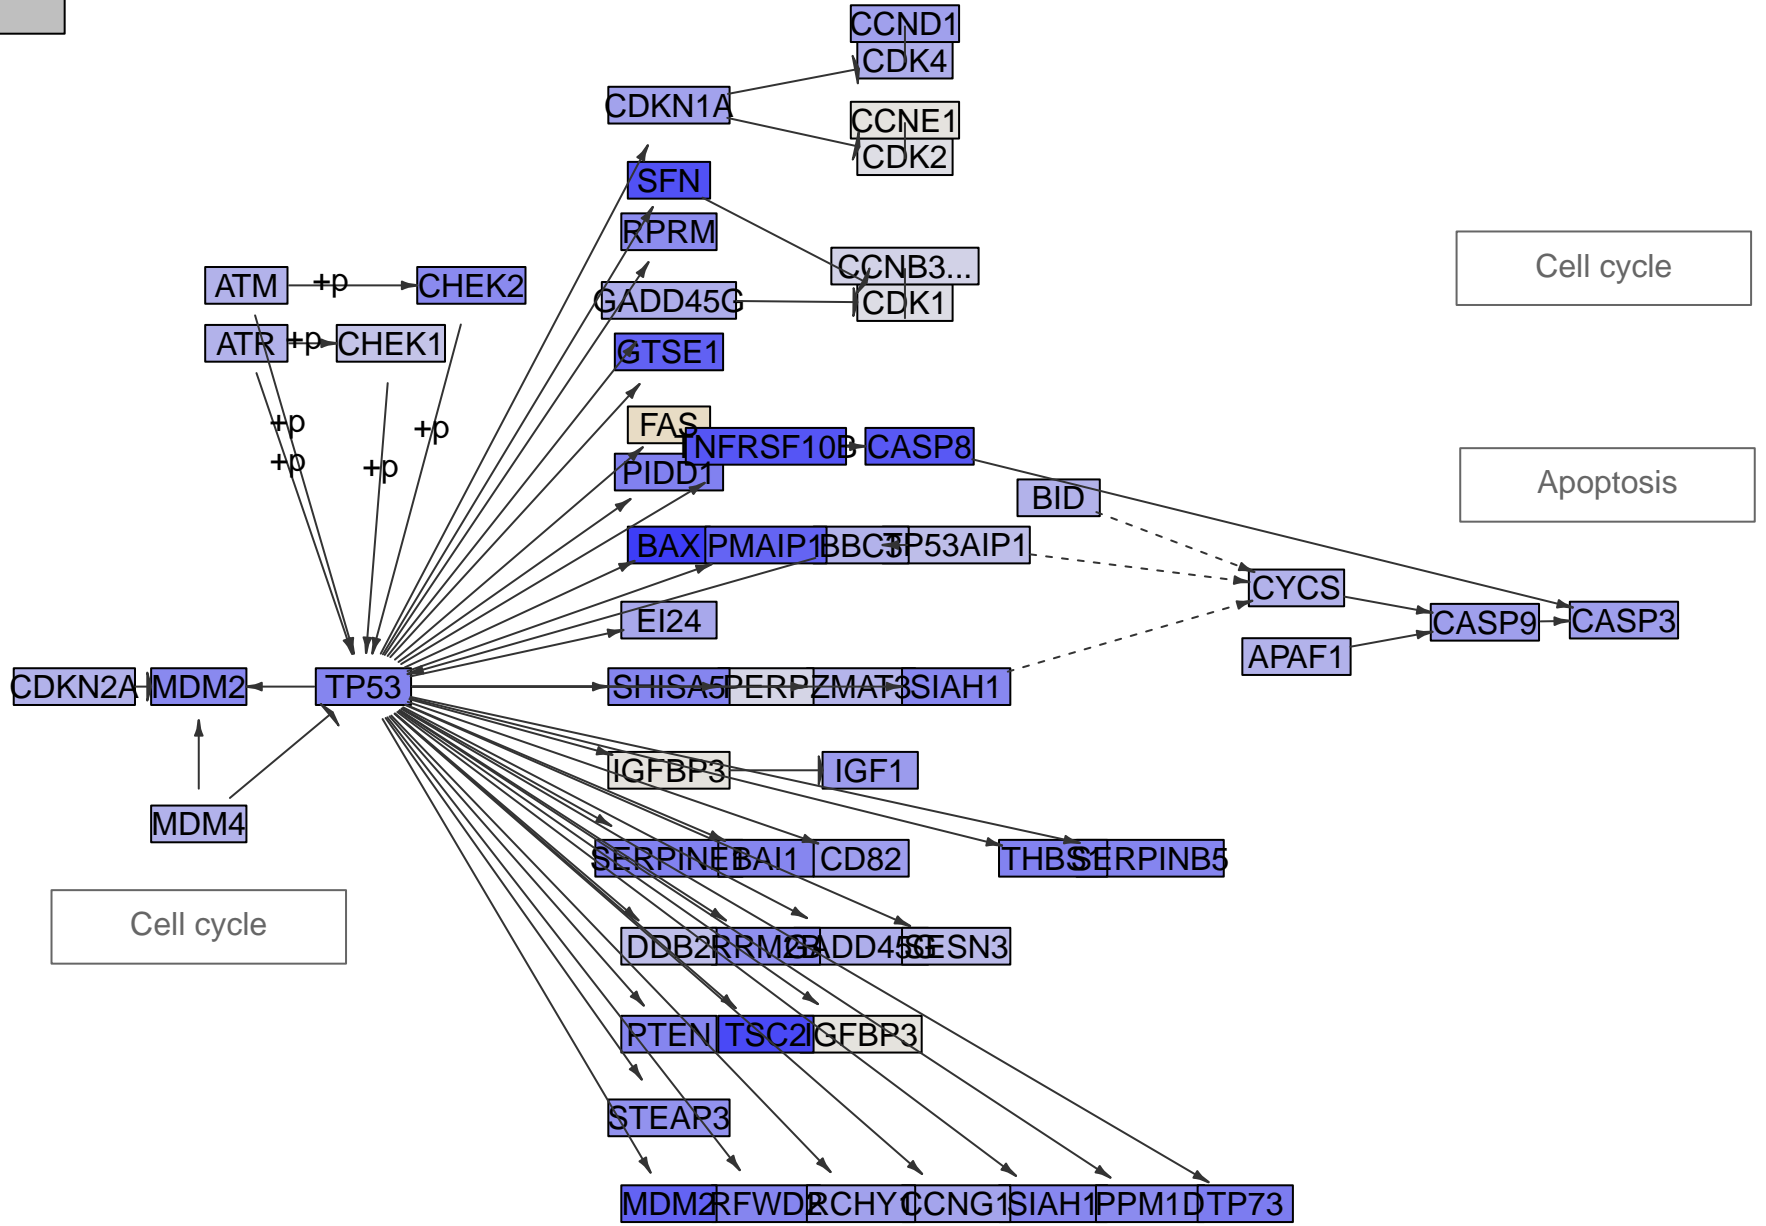 CCND1
CDK4
CDKN1A
CCNE1
CDK2
SFN
RPRM
CCNB3...
Cell cycle
ATM
+p
CHEK2
GADD45G
CDK1
ATR
+p
CHEK1
GTSE1
FAS
+p
+p
TNFRSF10B
CASP8
+p
+p
PIDD1
Apoptosis
BID
BAX
PMAIP1
BBC3
TP53AIP1
CYCS
EI24
CASP9
CASP3
APAF1
CDKN2A
MDM2
TP53
SHISA5
PERP
ZMAT3
SIAH1
IGFBP3
IGF1
MDM4
SERPINE1
BAI1
CD82
THBS1
SERPINB5
Cell cycle
DDB2
RRM2B
GADD45G
SESN3
PTEN
TSC2
IGFBP3
STEAP3
MDM2
RFWD2
RCHY1
CCNG1
SIAH1
PPM1D
TP73